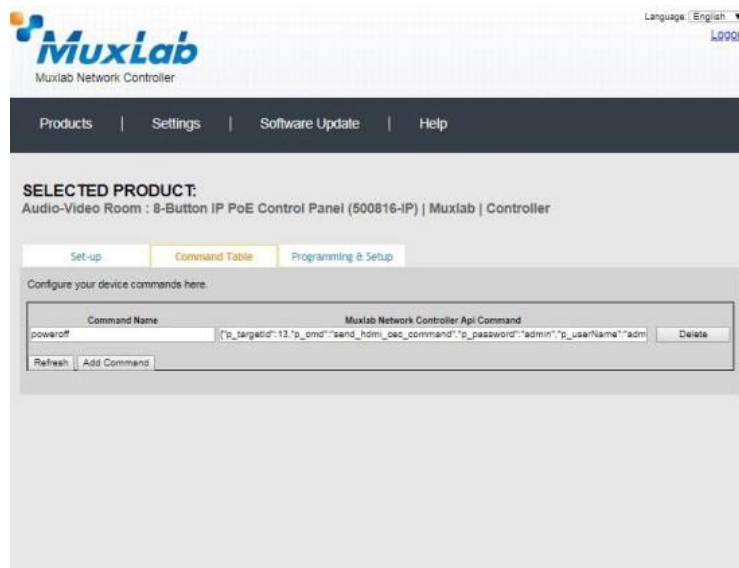 Language: English
Logou
MuxLab
Muxlab Network Controller
Products | Settings | Software Update | Help
SELECTED PRODUCT:
Audio-Video Room : 8-Button IP PoE Control Panel (500816-IP) | Muxlab | Controller
Set-up Command Table Programming & Setup
Configure your device commands here.
Command Name Muxlab Network Controller Api Command
poweroff {"p_targetId":13,"p_cmd":"send_hdmi_cec_command","p_password":"admin","p_userName":"adm Delete
Refresh Add Command